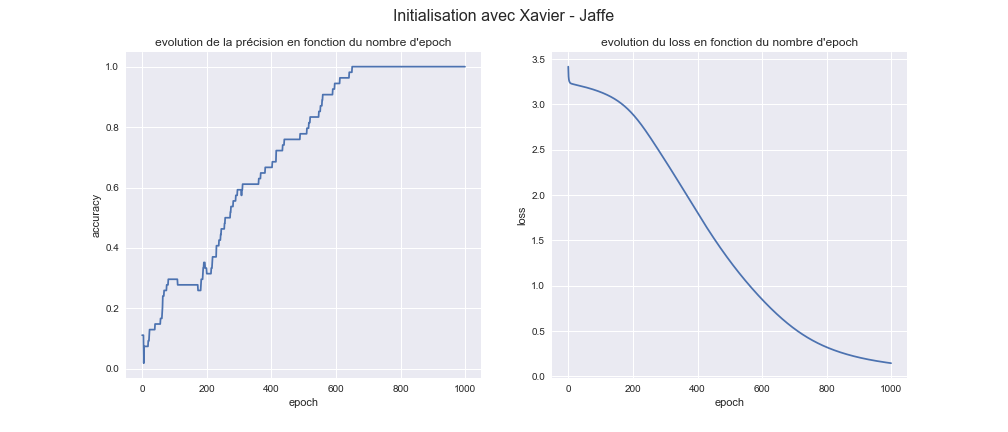 Initialisation avec Xavier - Jaffe
evolution de la précision en fonction du nombre d'epoch
1.0
0.8
0.6
0.4
0.2
0.0
accuracy
0 200 400 600 800 1000
epoch
evolution du loss en fonction du nombre d'epoch
3.5
3.0
2.5
2.0
1.5
1.0
0.5
0.0
loss
0 200 400 600 800 1000
epoch